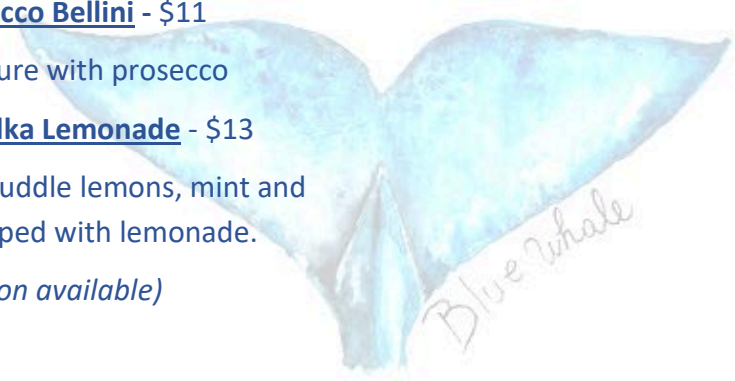 cco Bellini - $11
ure with prosecco
lka Lemonade - $13
uddle lemons, mint and
ped with lemonade.
on available)
Blue Whale